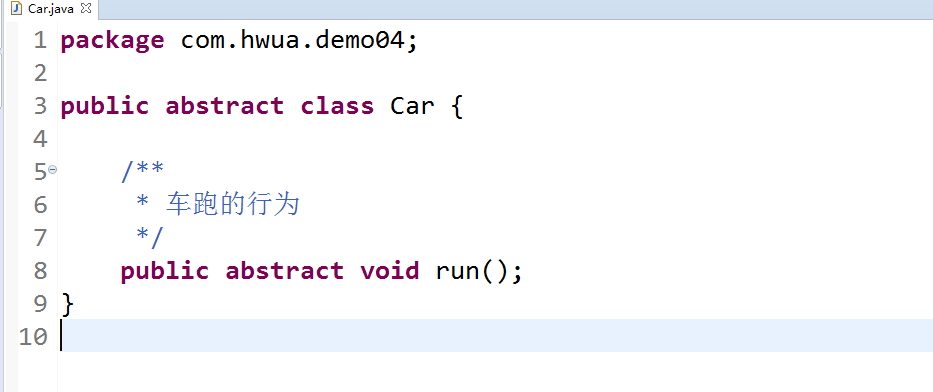 Car.java
1 package com.hwua.demo04;
2
3 public abstract class Car {
4
5 /**
6 * 车跑的行为
7 */
8 public abstract void run();
9 }
10